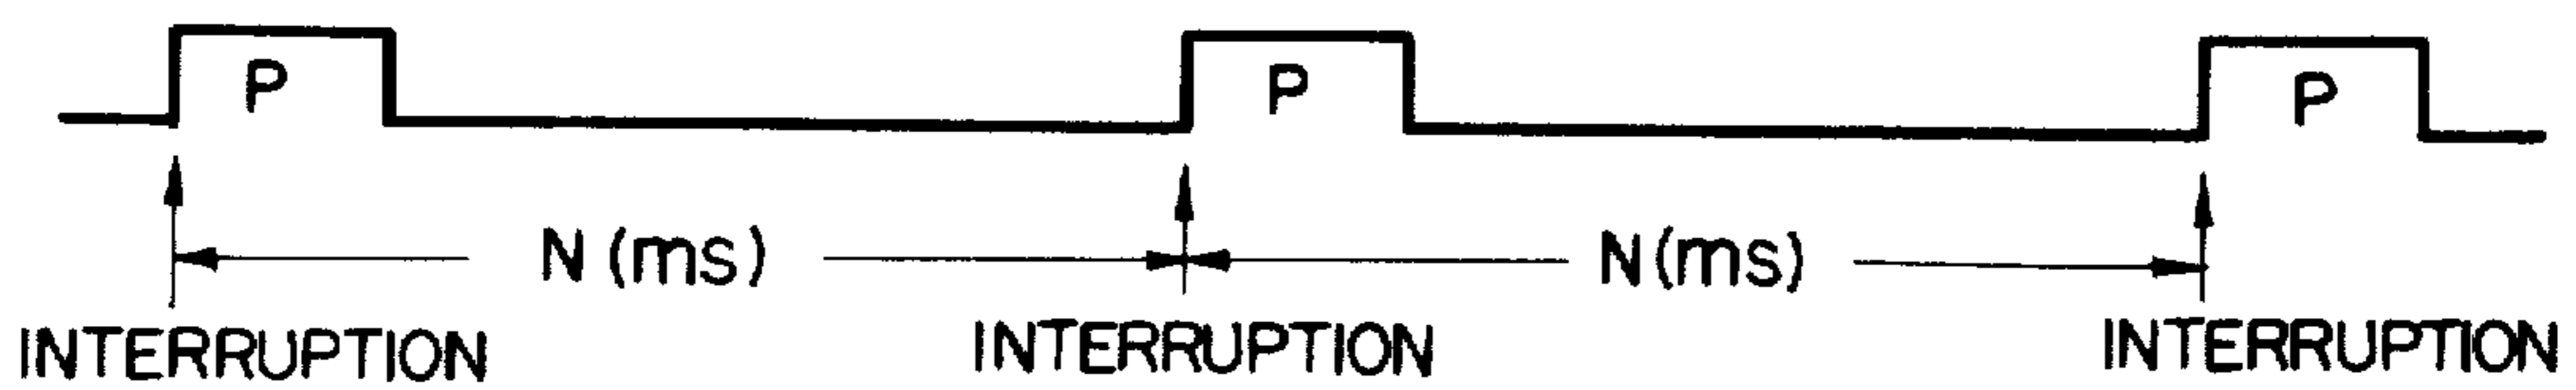 P P P
N (ms) N (ms)
INTERRUPTION INTERRUPTION INTERRUPTION